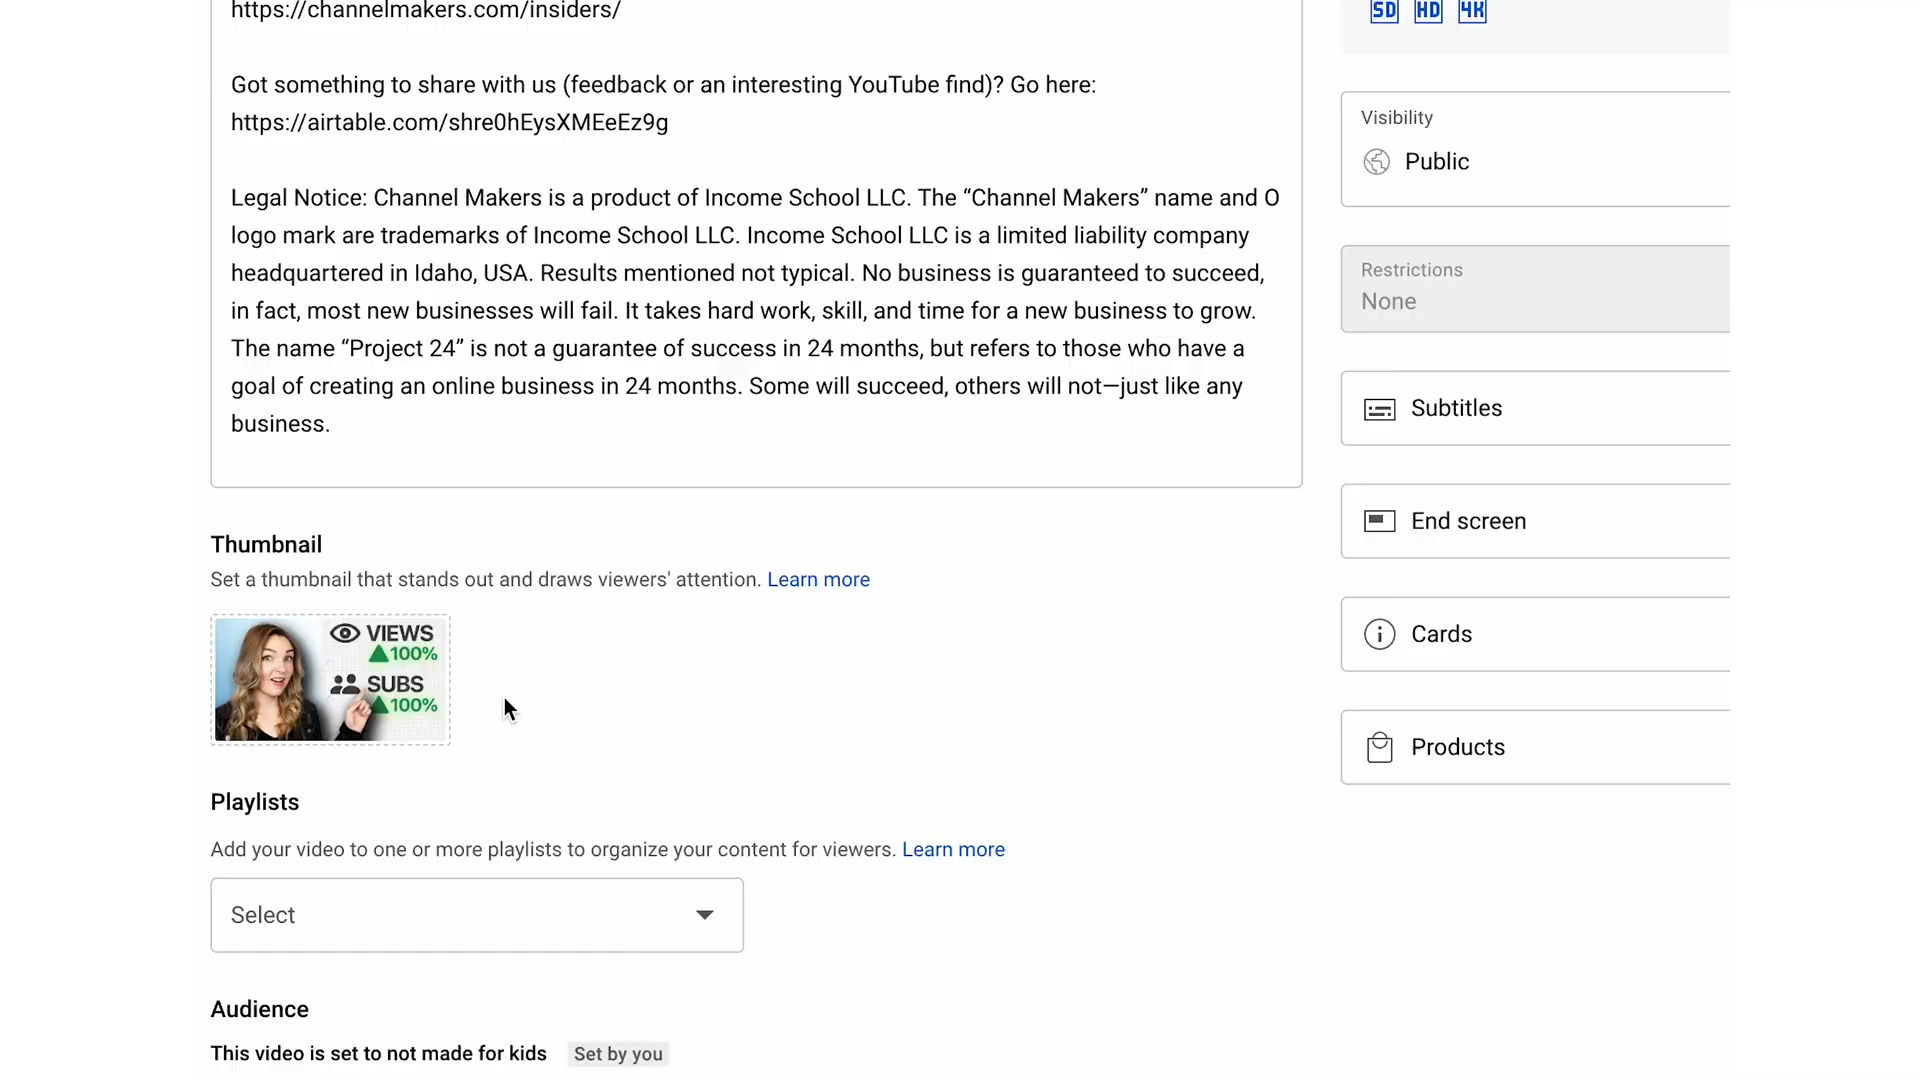 https://channelmakers.com/insiders/
Got something to share with us (feedback or an interesting YouTube find)? Go here:
https://airtable.com/shre0hEysXMEeEz9g
Legal Notice: Channel Makers is a product of Income School LLC. The “Channel Makers” name and O
logo mark are trademarks of Income School LLC. Income School LLC is a limited liability company
headquartered in Idaho, USA. Results mentioned not typical. No business is guaranteed to succeed,
in fact, most new businesses will fail. It takes hard work, skill, and time for a new business to grow.
The name “Project 24” is not a guarantee of success in 24 months, but refers to those who have a
goal of creating an online business in 24 months. Some will succeed, others will not—just like any
business.
Thumbnail
Set a thumbnail that stands out and draws viewers' attention. Learn more
VIEWS
100%
SUBS
100%
Playlists
Add your video to one or more playlists to organize your content for viewers. Learn more
Select
Audience
This video is set to not made for kids Set by you
SD HD 4K
Visibility
Public
Restrictions
None
Subtitles
End screen
Cards
Products